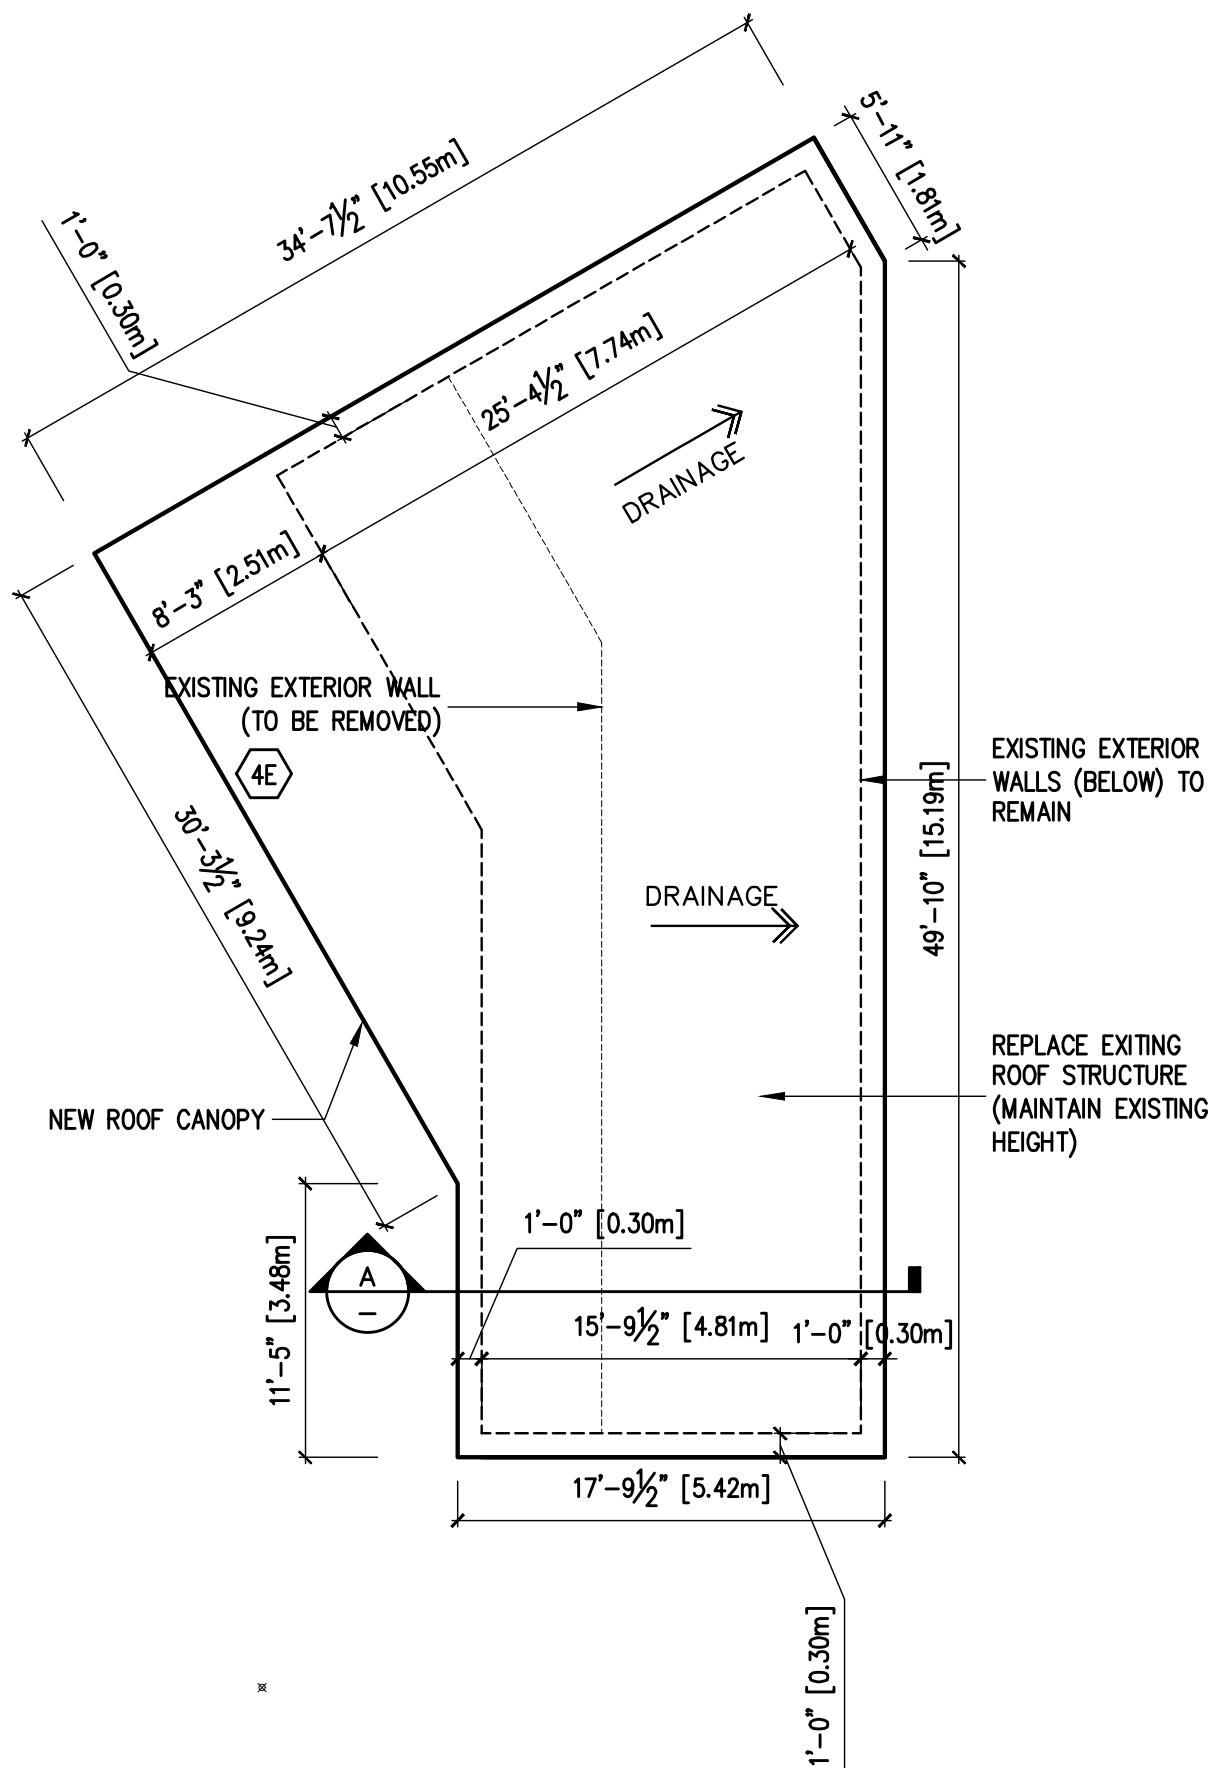 5'-11" [1.81m]
34'-7½" [10.55m]
1'-0" [0.30m]
25'-4½" [7.74m]
DRAINAGE
8'-3" [2.51m]
EXISTING EXTERIOR WALL
(TO BE REMOVED)
4E
EXISTING EXTERIOR
WALLS (BELOW) TO
REMAIN
30'-3½" [9.24m]
49'-10" [15.19m]
DRAINAGE
REPLACE EXITING
ROOF STRUCTURE
(MAINTAIN EXISTING
HEIGHT)
NEW ROOF CANOPY
1'-0" [0.30m]
11'-5" [3.48m]
A
–
15'-9½" [4.81m]
1'-0" [0.30m]
17'-9½" [5.42m]
1'-0" [0.30m]